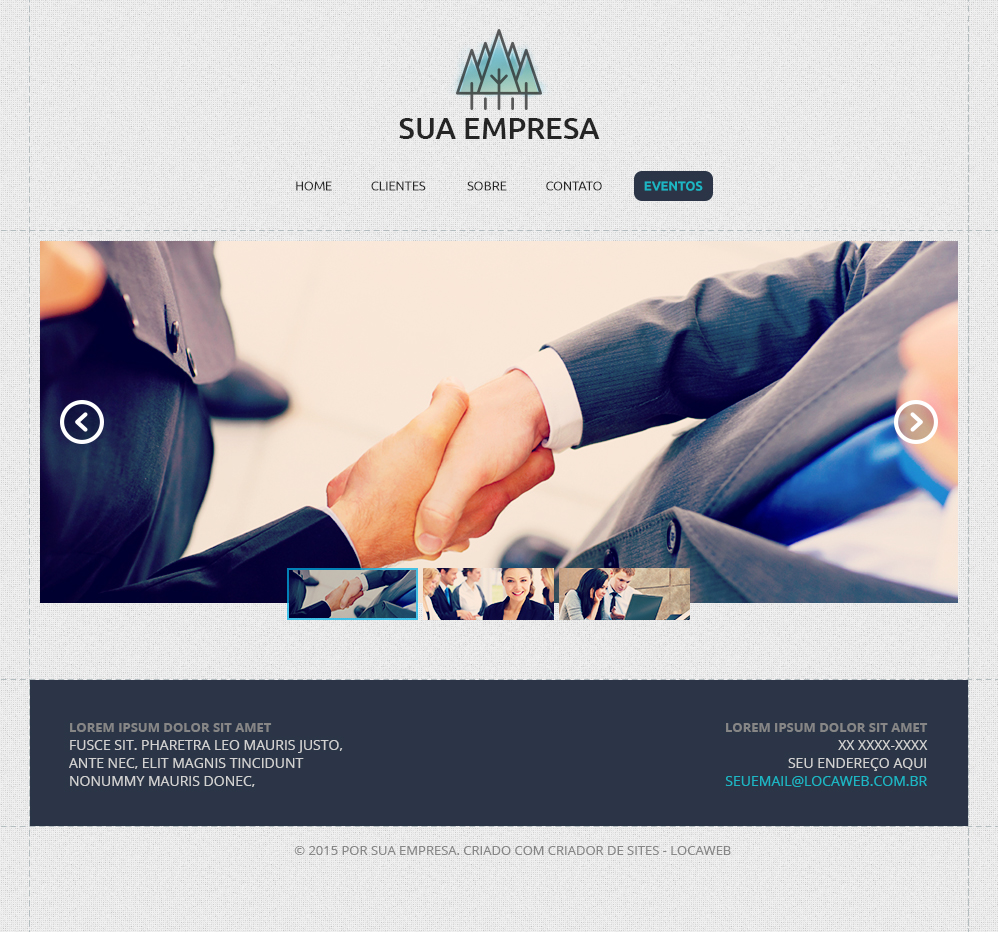 SUA EMPRESA
HOME CLIENTES SOBRE CONTATO EVENTOS
LOREM IPSUM DOLOR SIT AMET
FUSCE SIT. PHARETRA LEO MAURIS JUSTO,
ANTE NEC, ELIT MAGNIS TINCIDUNT
NONUMMY MAURIS DONEC,
LOREM IPSUM DOLOR SIT AMET
XX XXXX-XXXX
SEU ENDEREÇO AQUI
SEUEMAIL@LOCAWEB.COM.BR
© 2015 POR SUA EMPRESA. CRIADO COM CRIADOR DE SITES - LOCAWEB